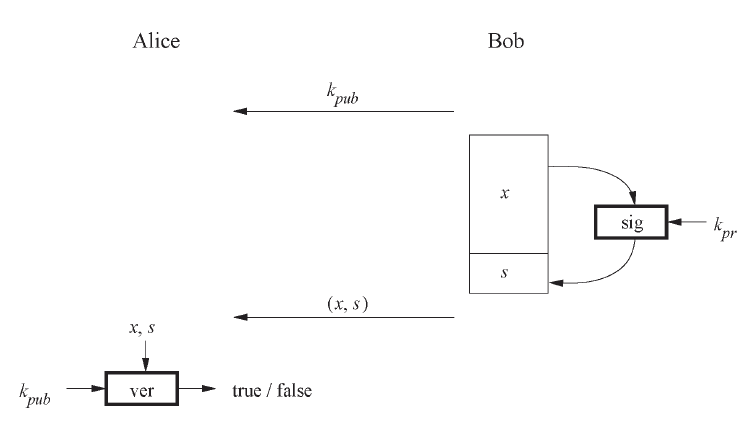 Alice
Bob
k_pub
x
sig
k_pr
s
(x, s)
x, s
k_pub
ver
true / false